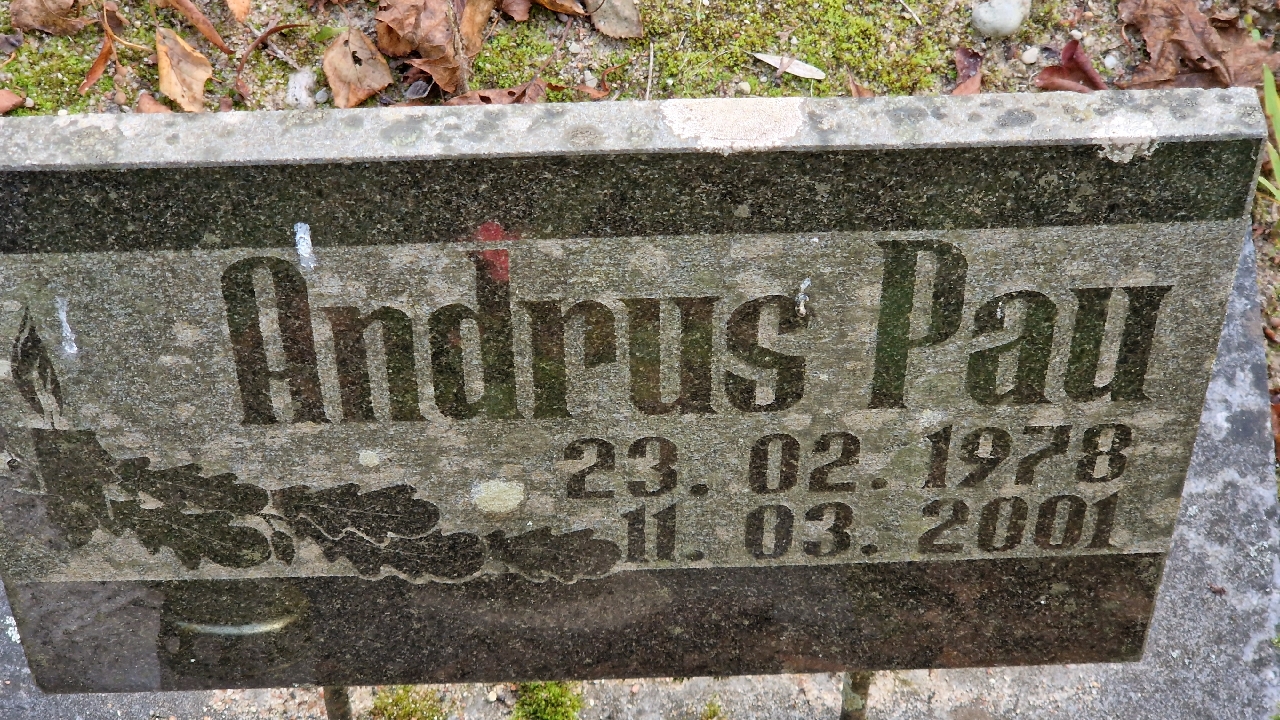 Andrus Pau
23. 02. 1978
11. 03. 2001